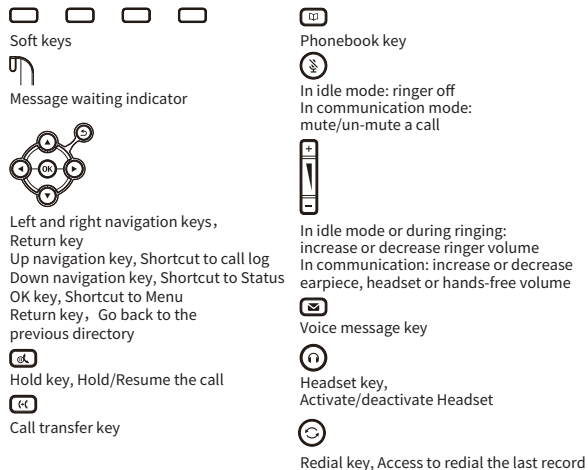 Soft keys
Message waiting indicator
OK
Left and right navigation keys,
Return key
Up navigation key, Shortcut to call log
Down navigation key, Shortcut to Status
OK key, Shortcut to Menu
Return key, Go back to the
previous directory
Hold key, Hold/Resume the call
Call transfer key
Phonebook key
In idle mode: ringer off
In communication mode:
mute/un-mute a call
+
−
In idle mode or during ringing:
increase or decrease ringer volume
In communication: increase or decrease
earpiece, headset or hands-free volume
Voice message key
Headset key,
Activate/deactivate Headset
Redial key, Access to redial the last record